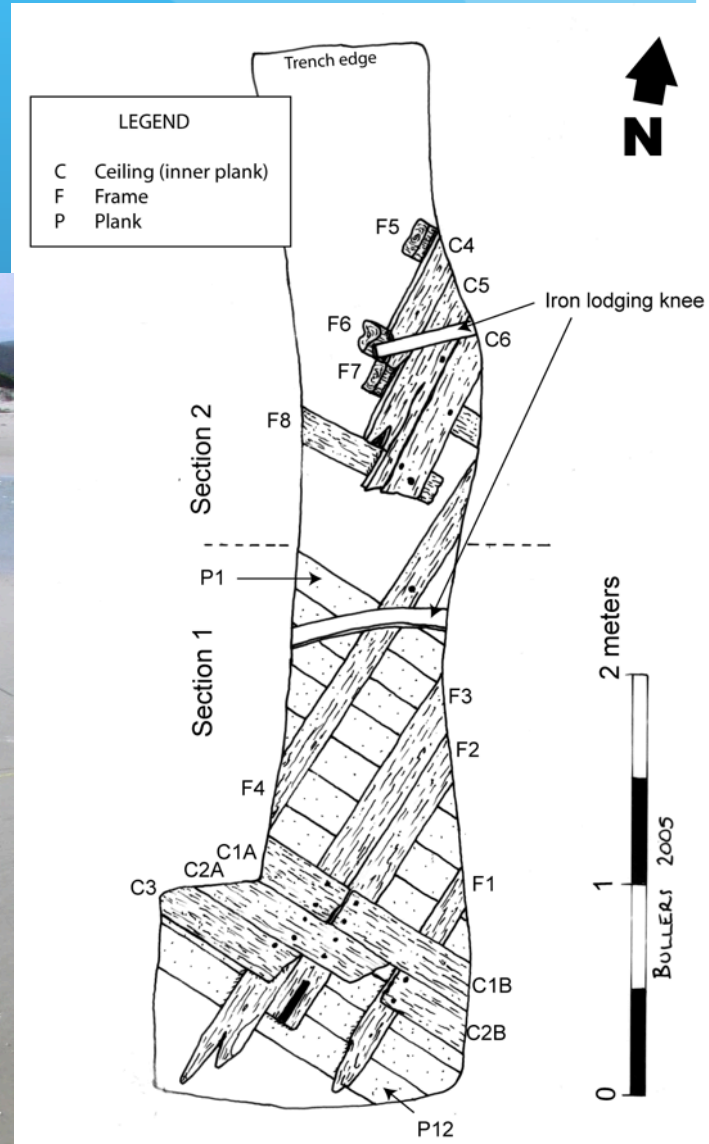 Trench edge
N
LEGEND
C Ceiling (inner plank)
F Frame
P Plank
F5
C4
C5
Iron lodging knee
F6
C6
F7
F8
Section 2
P1
2 meters
Section 1
F3
F2
F4
C1A
C2A
F1
C3
1
BULLERS 2005
C1B
C2B
0
P12